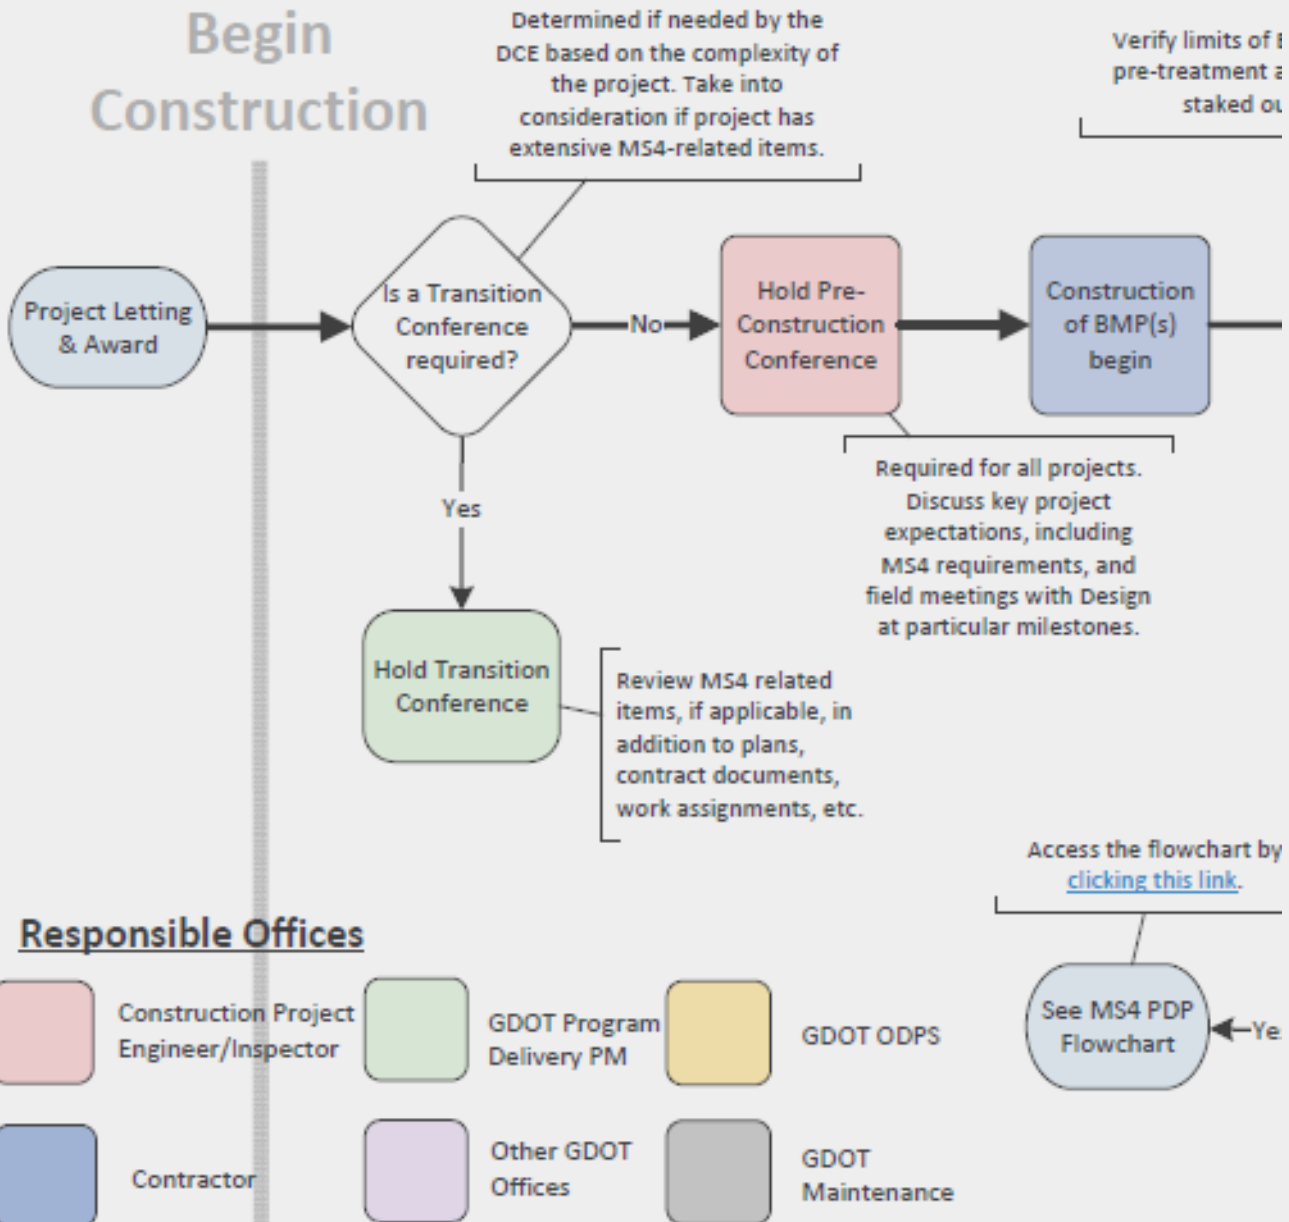 Begin
Construction
Determined if needed by the
DCE based on the complexity of
the project. Take into
consideration if project has
extensive MS4-related items.
Verify limits of
pre-treatment
staked
Project Letting
& Award
Is a Transition
Conference
required?
No
Hold Pre-
Construction
Conference
Construction
of BMP(s)
begin
Required for all projects.
Discuss key project
expectations, including
MS4 requirements, and
field meetings with Design
at particular milestones.
Yes
Hold Transition
Conference
Review MS4 related
items, if applicable, in
addition to plans,
contract documents,
work assignments, etc.
Access the flowchart by
clicking this link.
See MS4 PDP
Flowchart
Responsible Offices
Construction Project
Engineer/Inspector
GDOT Program
Delivery PM
GDOT ODPS
Contractor
Other GDOT
Offices
GDOT
Maintenance